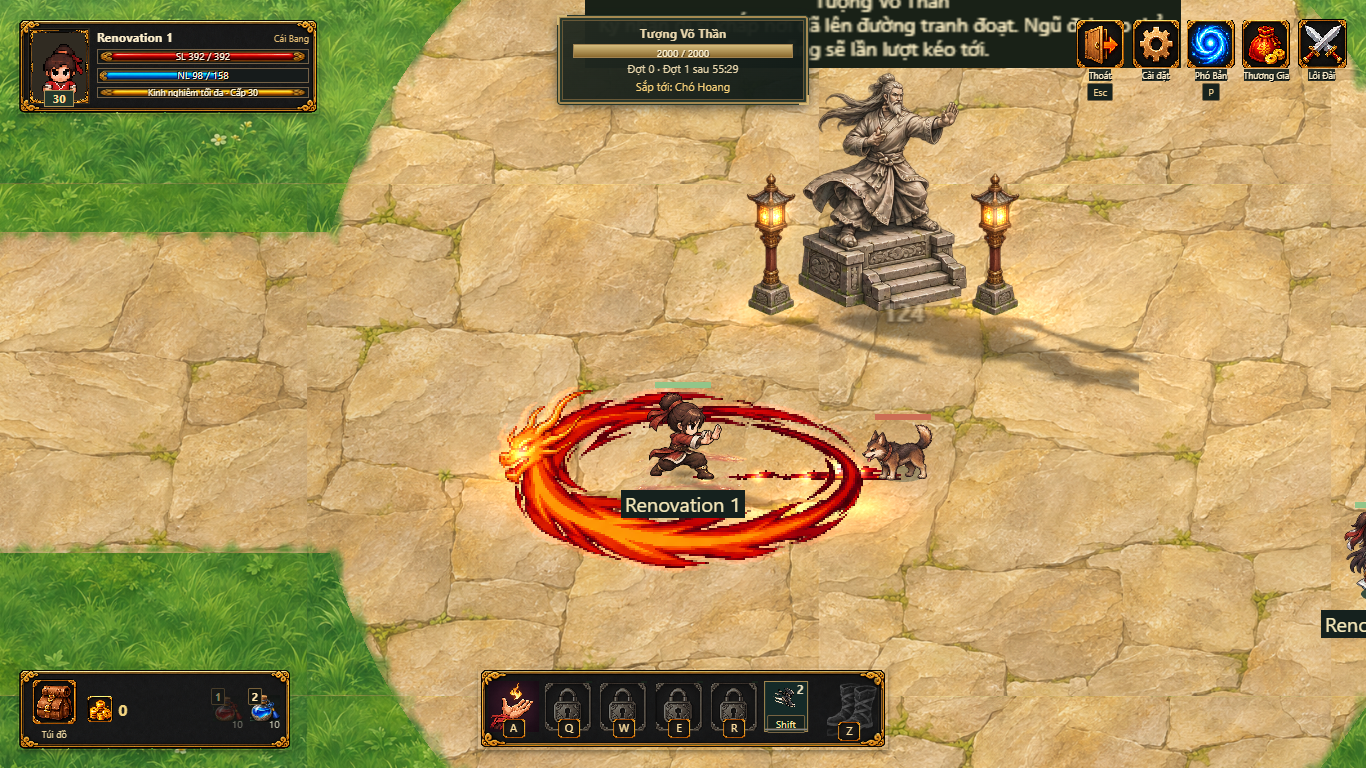 Renovation 1
Cái Bang
SL 392 / 392
NL 98 / 158
Kinh nghiệm tối đa - Cấp 30
30
Tượng Võ Thần
lên đường tranh đoạt. Ngũ
sẽ lần lượt kéo tới.
Tượng Võ Thần
2000 / 2000
Đợt 0 · Đợt 1 sau 55:29
Sắp tới: Chó Hoang
Thoát
Cài đặt
Phó Bản
Thương Gia
Lôi Đài
Esc
P
124
Renovation 1
Reno
Túi đồ
0
1
10
2
10
A
Q
W
E
R
2
Shift
Z